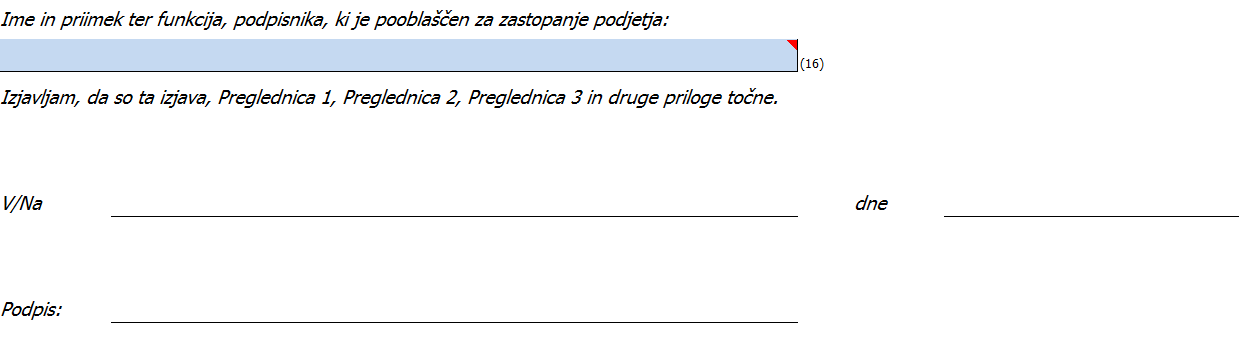 Ime in priimek ter funkcija, podpisnika, ki je pooblaščen za zastopanje podjetja:
(16)
Izjavljam, da so ta izjava, Preglednica 1, Preglednica 2, Preglednica 3 in druge priloge točne.
V/Na dne
Podpis: